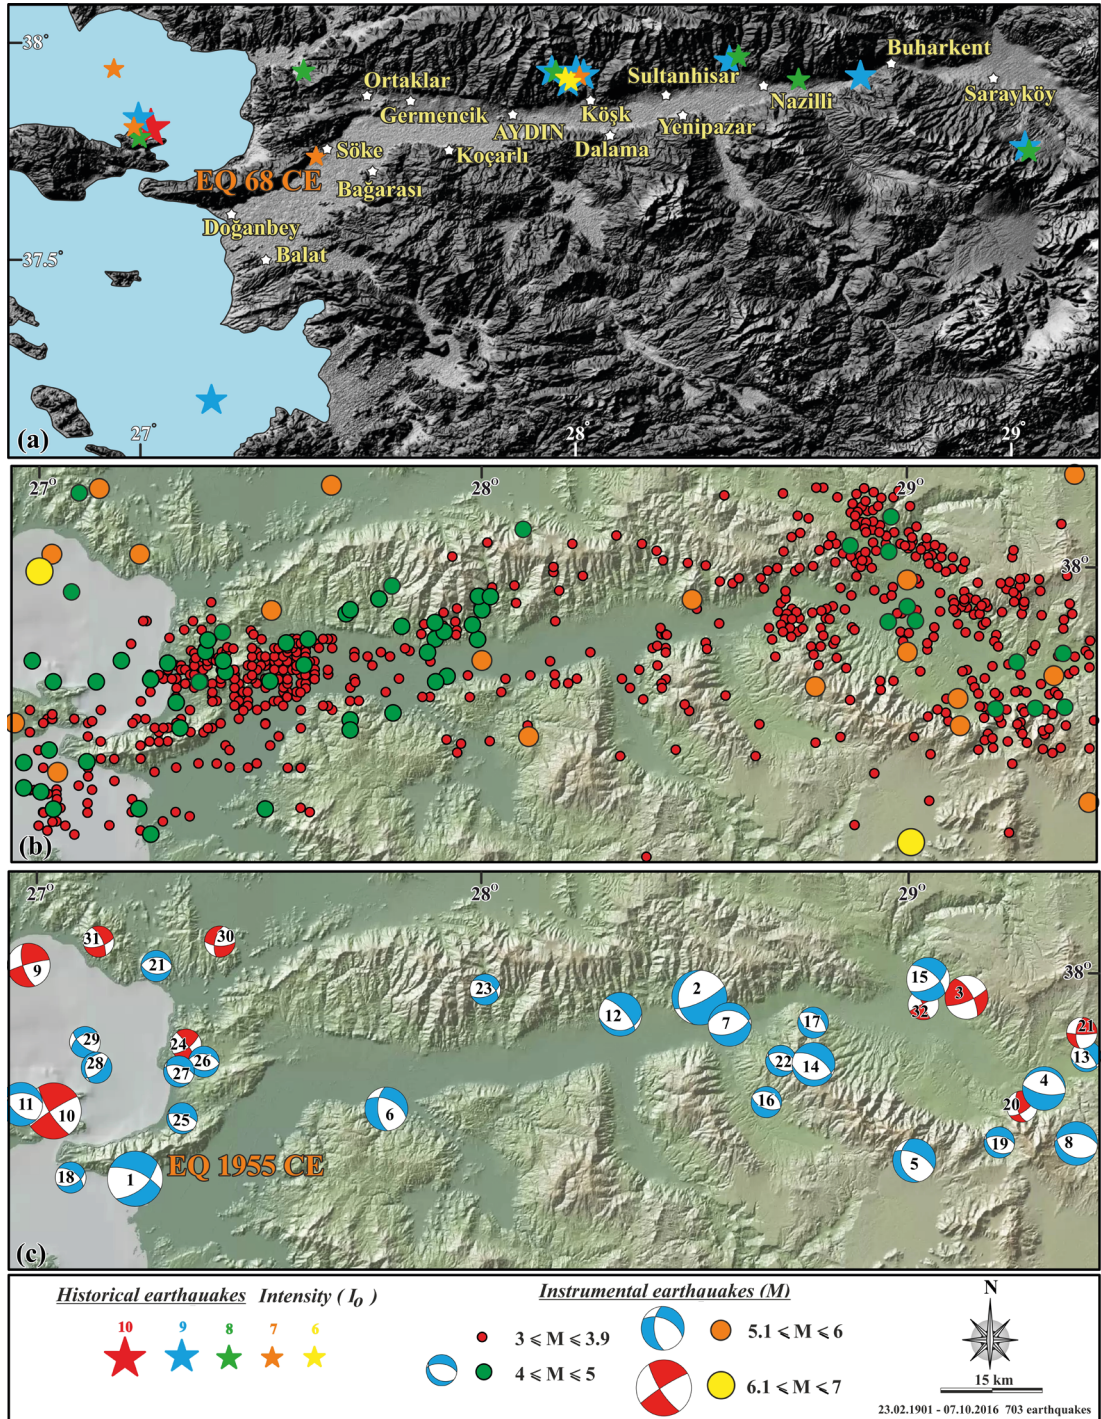 38°
Buharkent
Ortaklar
Sultanhisar
Sarayköy
Germencik
Köşk
Nazilli
AYDIN
Yenipazar
Söke
Koçarlı
Dalama
EQ 68 CE
Bağarası
Doğanbey
Balat
37.5°
(a)
27°
28°
29°
27°
28°
29°
38°
(b)
27°
28°
29°
38°
31
30
9
21
23
2
15
3
32
12
7
17
21
13
29
24
26
28
27
22
14
4
11
10
6
16
20
25
19
8
5
18
1
EQ 1955 CE
(c)
Historical earthauakes Intensity ( Io )
10 9 8 7 6
Instrumental eartquakes (M)
3 ⩽ M ⩽ 3.9
4 ⩽ M ⩽ 5
5.1 ⩽ M ⩽ 6
6.1 ⩽ M ⩽ 7
N
15 km
23.02.1901 - 07.10.2016 703 earthquakes